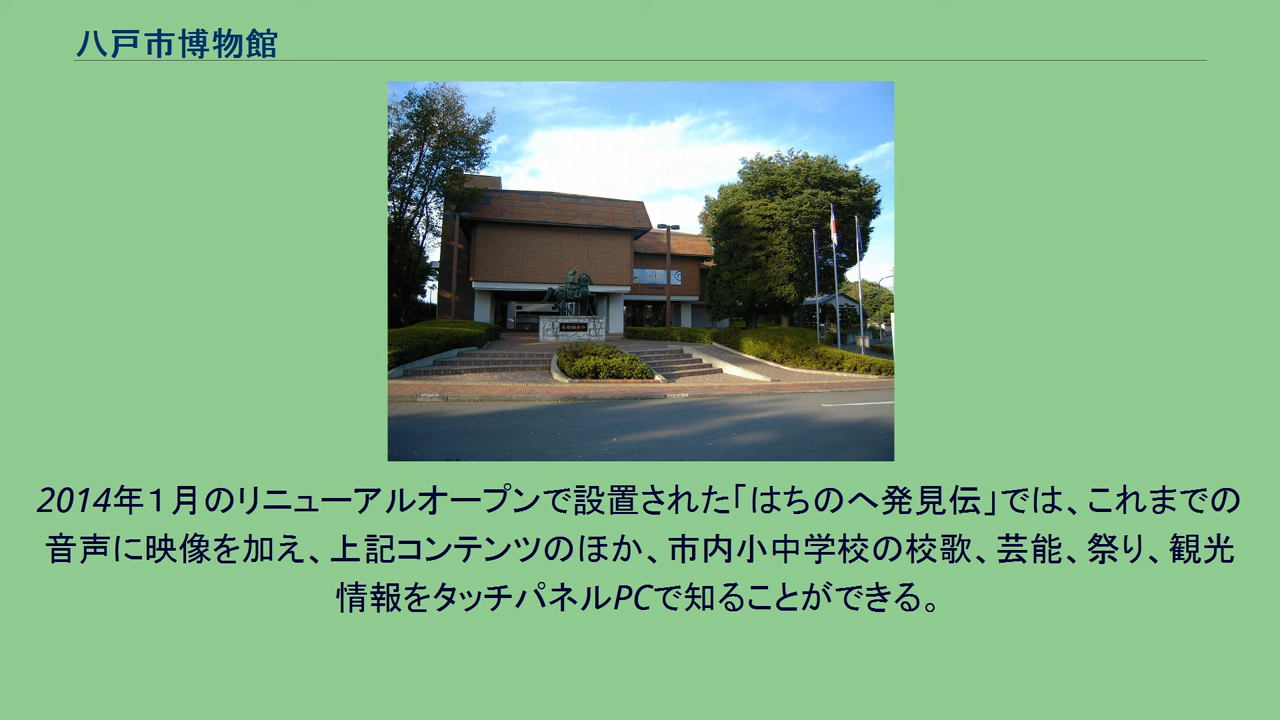 八戸市博物館
2014年１月のリニューアルオープンで設置された「はちのへ発見伝」では、これまでの
音声に映像を加え、上記コンテンツのほか、市内小中学校の校歌、芸能、祭り、観光
情報をタッチパネルPCで知ることができる。